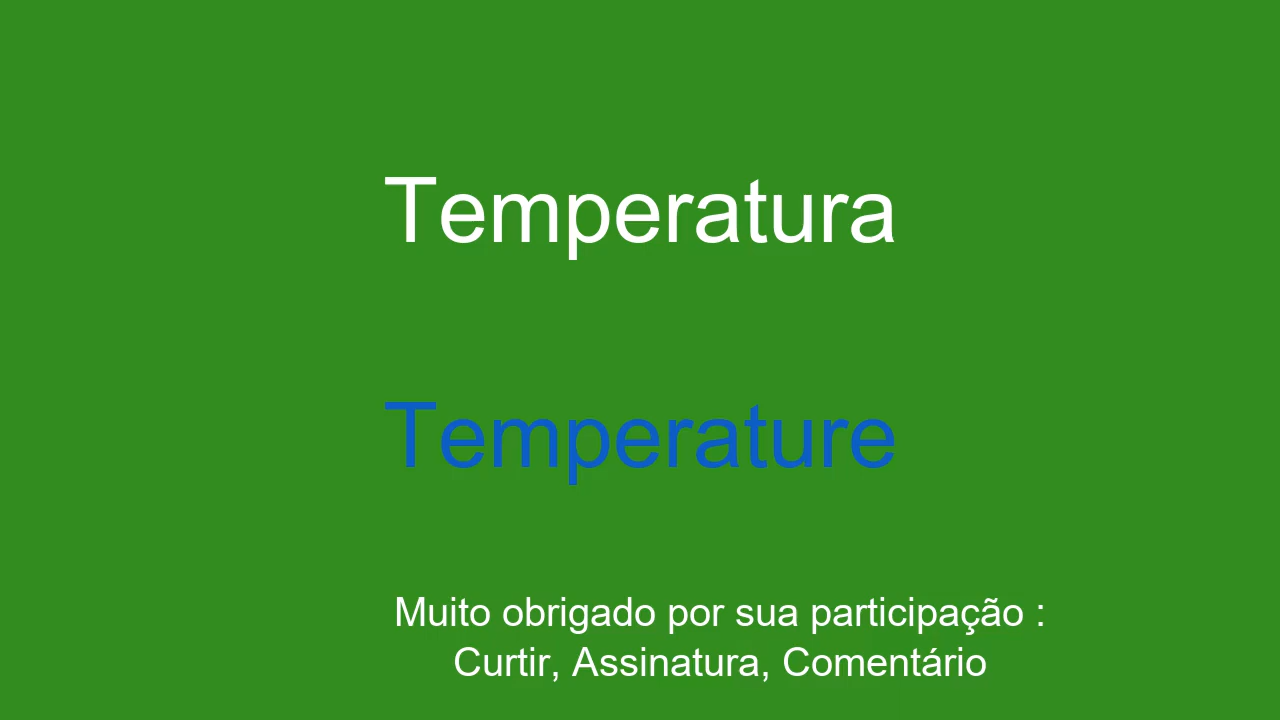 Temperatura
Temperature
Muito obrigado por sua participação :
Curtir, Assinatura, Comentário